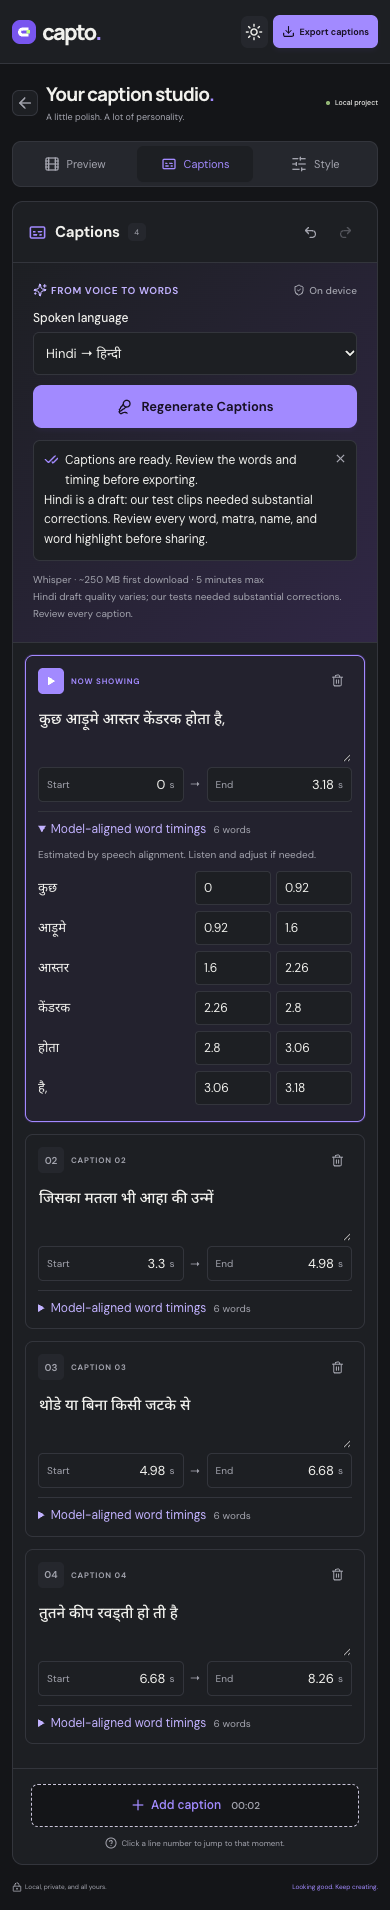 capto.
Export captions
Your caption studio.
A little polish. A lot of personality.
Local project
Preview
Captions
Style
Captions 4
FROM VOICE TO WORDS
On device
Spoken language
Hindi → हिन्दी
Regenerate Captions
Captions are ready. Review the words and
timing before exporting.
Hindi is a draft: our test clips needed substantial
corrections. Review every word, matra, name, and
word highlight before sharing.
Whisper · ~250 MB first download · 5 minutes max
Hindi draft quality varies; our tests needed substantial corrections.
Review every caption.
NOW SHOWING
कुछ आडूमे आस्तर केंडरक होता है,
Start 0 s → End 3.18 s
Model-aligned word timings 6 words
Estimated by speech alignment. Listen and adjust if needed.
कुछ 0 0.92
आडूमे 0.92 1.6
आस्तर 1.6 2.26
केंडरक 2.26 2.8
होता 2.8 3.06
है, 3.06 3.18
02 CAPTION 02
जिसका मतला भी आहा की उन्में
Start 3.3 s → End 4.98 s
Model-aligned word timings 6 words
03 CAPTION 03
थोडे या बिना किसी जटके से
Start 4.98 s → End 6.68 s
Model-aligned word timings 6 words
04 CAPTION 04
तुतने कीप रवड्ती हो ती है
Start 6.68 s → End 8.26 s
Model-aligned word timings 6 words
+ Add caption 00:02
Click a line number to jump to that moment.
Local, private, and all yours.
Looking good. Keep creating.